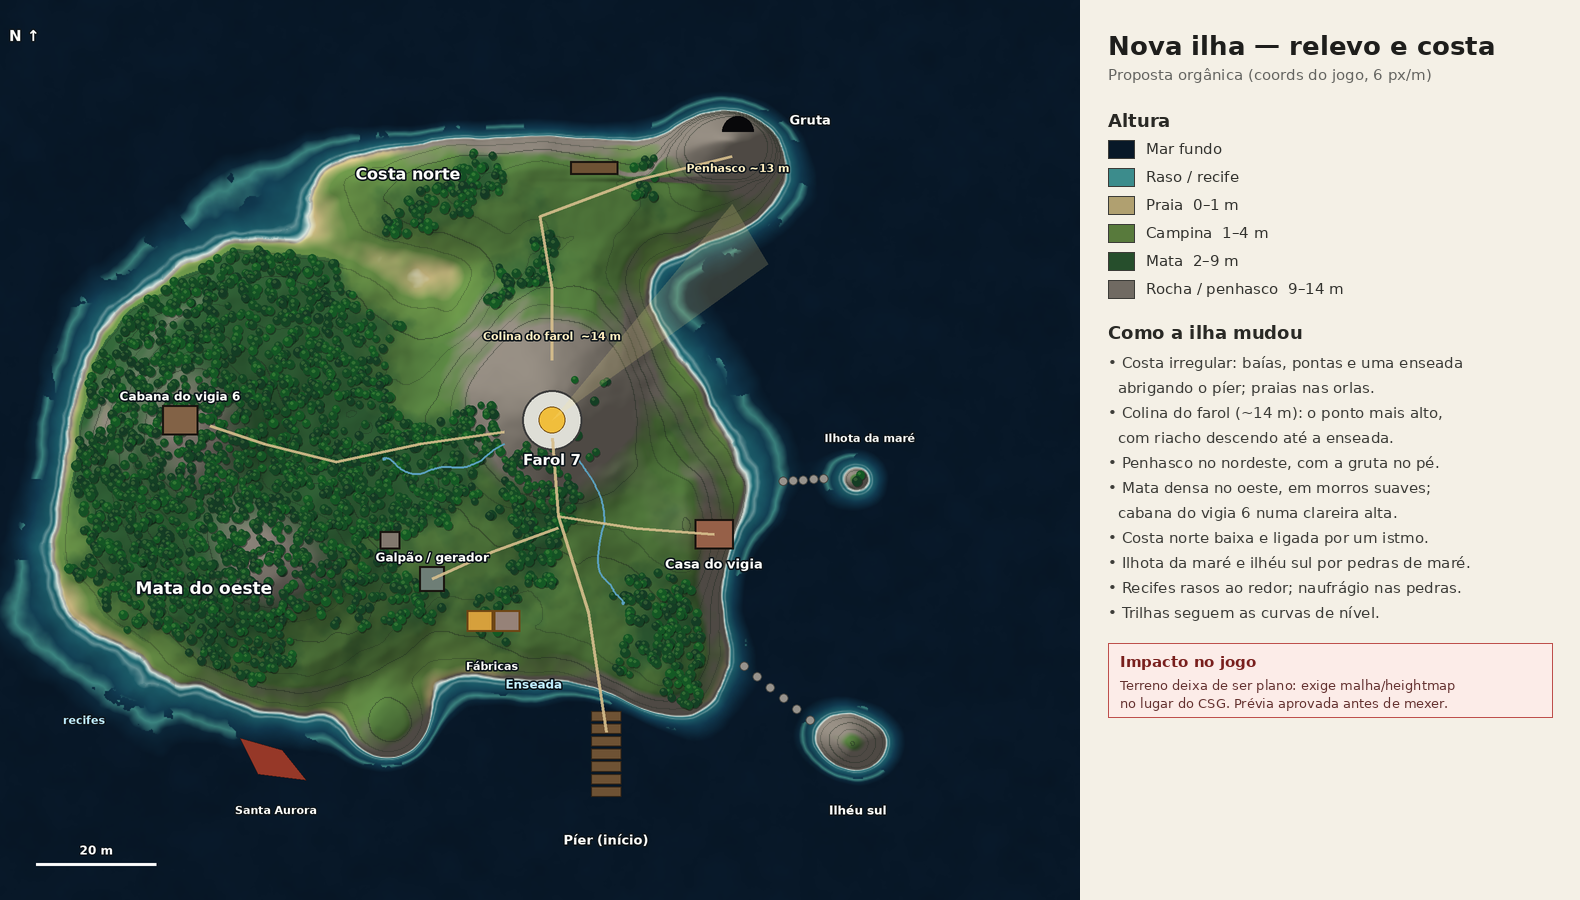 N ↑
Gruta
Costa norte
Penhasco ~13 m
Colina do farol ~14 m
Cabana do vigia 6
Farol 7
Ilhota da maré
Galpão / gerador
Casa do vigia
Mata do oeste
Fábricas
Enseada
recifes
Santa Aurora
Ilhéu sul
Píer (início)
20 m
Nova ilha — relevo e costa
Proposta orgânica (coords do jogo, 6 px/m)
Altura
Mar fundo
Raso / recife
Praia 0–1 m
Campina 1–4 m
Mata 2–9 m
Rocha / penhasco 9–14 m
Como a ilha mudou
• Costa irregular: baías, pontas e uma enseada
abrigando o píer; praias nas orlas.
• Colina do farol (~14 m): o ponto mais alto,
com riacho descendo até a enseada.
• Penhasco no nordeste, com a gruta no pé.
• Mata densa no oeste, em morros suaves;
cabana do vigia 6 numa clareira alta.
• Costa norte baixa e ligada por um istmo.
• Ilhota da maré e ilhéu sul por pedras de maré.
• Recifes rasos ao redor; naufrágio nas pedras.
• Trilhas seguem as curvas de nível.
Impacto no jogo
Terreno deixa de ser plano: exige malha/heightmap
no lugar do CSG. Prévia aprovada antes de mexer.